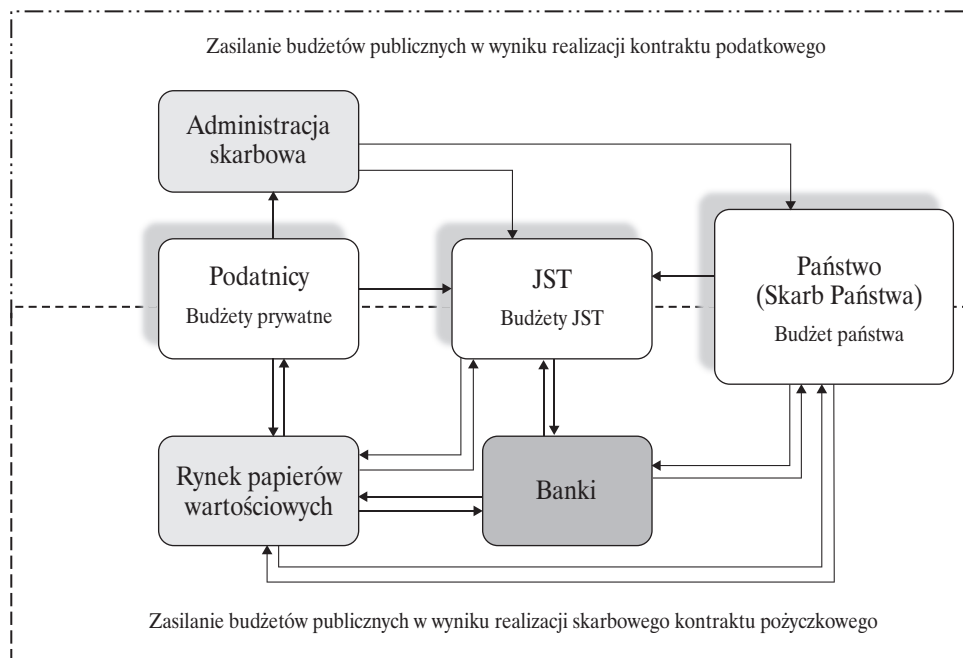 Zasilanie budżetów publicznych w wyniku realizacji kontraktu podatkowego
Administracja
skarbowa
Podatnicy
Budżety prywatne
JST
Budżety JST
Państwo
(Skarb Państwa)
Budżet państwa
Rynek papierów
wartościowych
Banki
Zasilanie budżetów publicznych w wyniku realizacji skarbowego kontraktu pożyczkowego